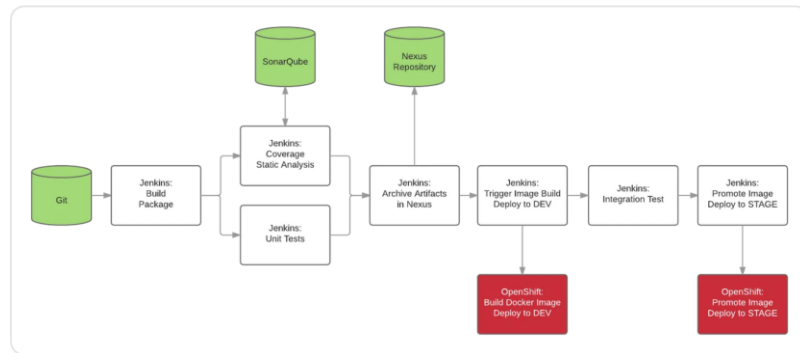 SonarQube
Nexus
Repository
Git
Jenkins:
Build
Package
Jenkins:
Coverage
Static Analysis
Jenkins:
Unit Tests
Jenkins:
Archive Artifacts
in Nexus
Jenkins:
Trigger Image Build
Deploy to DEV
Jenkins:
Integration Test
Jenkins:
Promote Image
Deploy to STAGE
OpenShift:
Build Docker Image
Deploy to DEV
OpenShift:
Promote Image
Deploy to STAGE